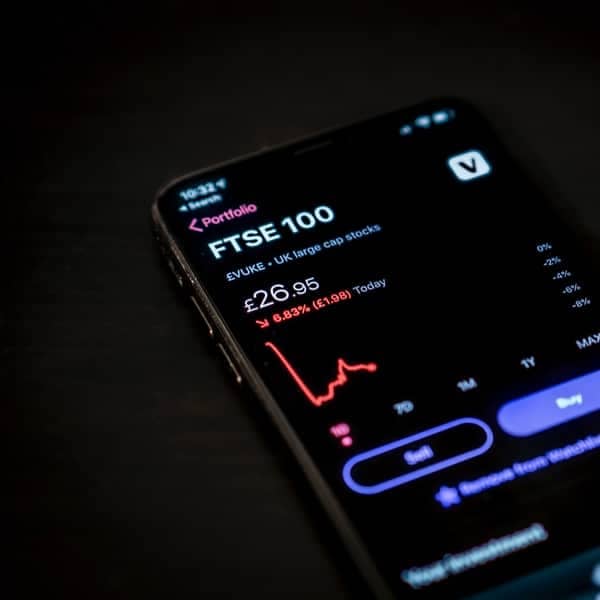 10:32
◂ Search
V
Portfolio
FTSE 100
£VUKE • UK large cap stocks
£26.95
6.83% (£1.98) Today
0%
-2%
-4%
-6%
-8%
1D 7D 1M 1Y MAX
Sell Buy
Remove from Watchlist
Your investment